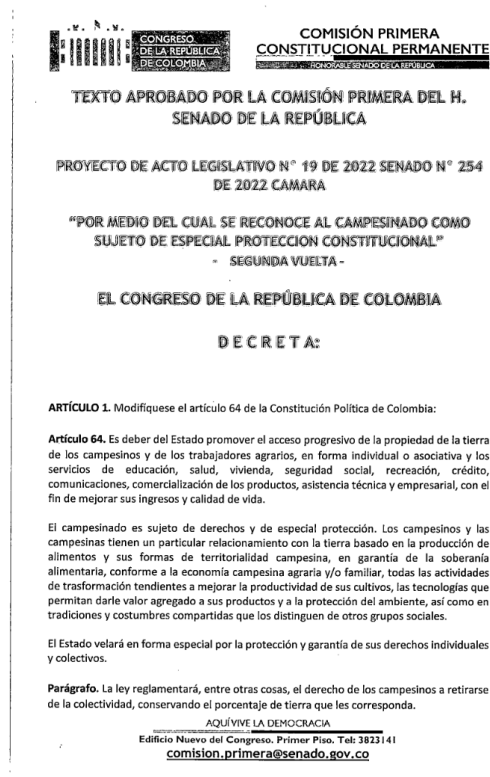 CONGRESO
DE LA REPÚBLICA
DE COLOMBIA
COMISIÓN PRIMERA
CONSTITUCIONAL PERMANENTE
HONORABLE SENADO DE LA REPÚBLICA
TEXTO APROBADO POR LA COMISIÓN PRIMERA DEL H.
SENADO DE LA REPÚBLICA
PROYECTO DE ACTO LEGISLATIVO N° 19 DE 2022 SENADO N° 254
DE 2022 CAMARA
"POR MEDIO DEL CUAL SE RECONOCE AL CAMPESINADO COMO
SUJETO DE ESPECIAL PROTECCION CONSTITUCIONAL"
- SEGUNDA VUELTA -
EL CONGRESO DE LA REPÚBLICA DE COLOMBIA
D E C R E T A:
ARTÍCULO 1. Modifíquese el artículo 64 de la Constitución Política de Colombia:
Artículo 64. Es deber del Estado promover el acceso progresivo de la propiedad de la tierra
de los campesinos y de los trabajadores agrarios, en forma individual o asociativa y los
servicios de educación, salud, vivienda, seguridad social, recreación, crédito,
comunicaciones, comercialización de los productos, asistencia técnica y empresarial, con el
fin de mejorar sus ingresos y calidad de vida.
El campesinado es sujeto de derechos y de especial protección. Los campesinos y las
campesinas tienen un particular relacionamiento con la tierra basado en la producción de
alimentos y sus formas de territorialidad campesina, en garantía de la soberanía
alimentaria, conforme a la economía campesina agraria y/o familiar, todas las actividades
de trasformación tendientes a mejorar la productividad de sus cultivos, las tecnologías que
permitan darle valor agregado a sus productos y a la protección del ambiente, así como en
tradiciones y costumbres compartidas que los distinguen de otros grupos sociales.
El Estado velará en forma especial por la protección y garantía de sus derechos individuales
y colectivos.
Parágrafo. La ley reglamentará, entre otras cosas, el derecho de los campesinos a retirarse
de la colectividad, conservando el porcentaje de tierra que les corresponda.
AQUÍ VIVE LA DEMOCRACIA
Edificio Nuevo del Congreso. Primer Piso. Tel: 3823141
comision.primera@senado.gov.co